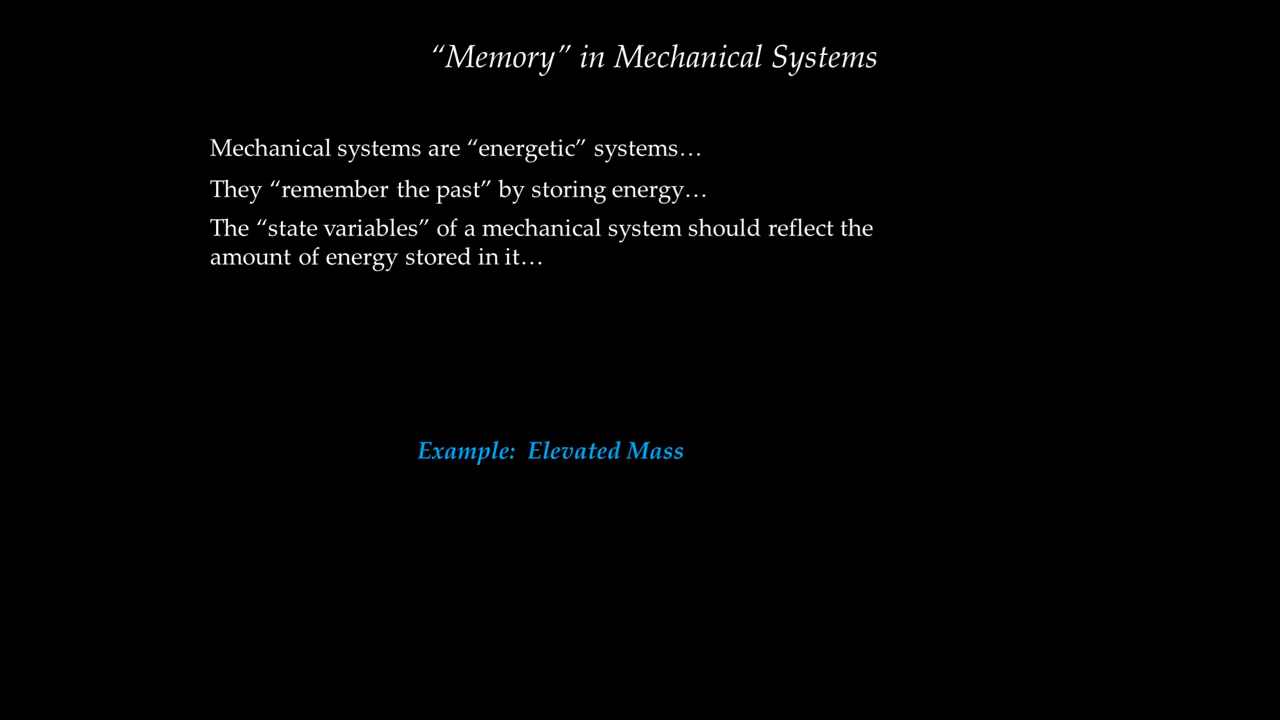 “Memory” in Mechanical Systems
Mechanical systems are “energetic” systems…
They “remember the past” by storing energy…
The “state variables” of a mechanical system should reflect the
amount of energy stored in it…
Example:  Elevated Mass